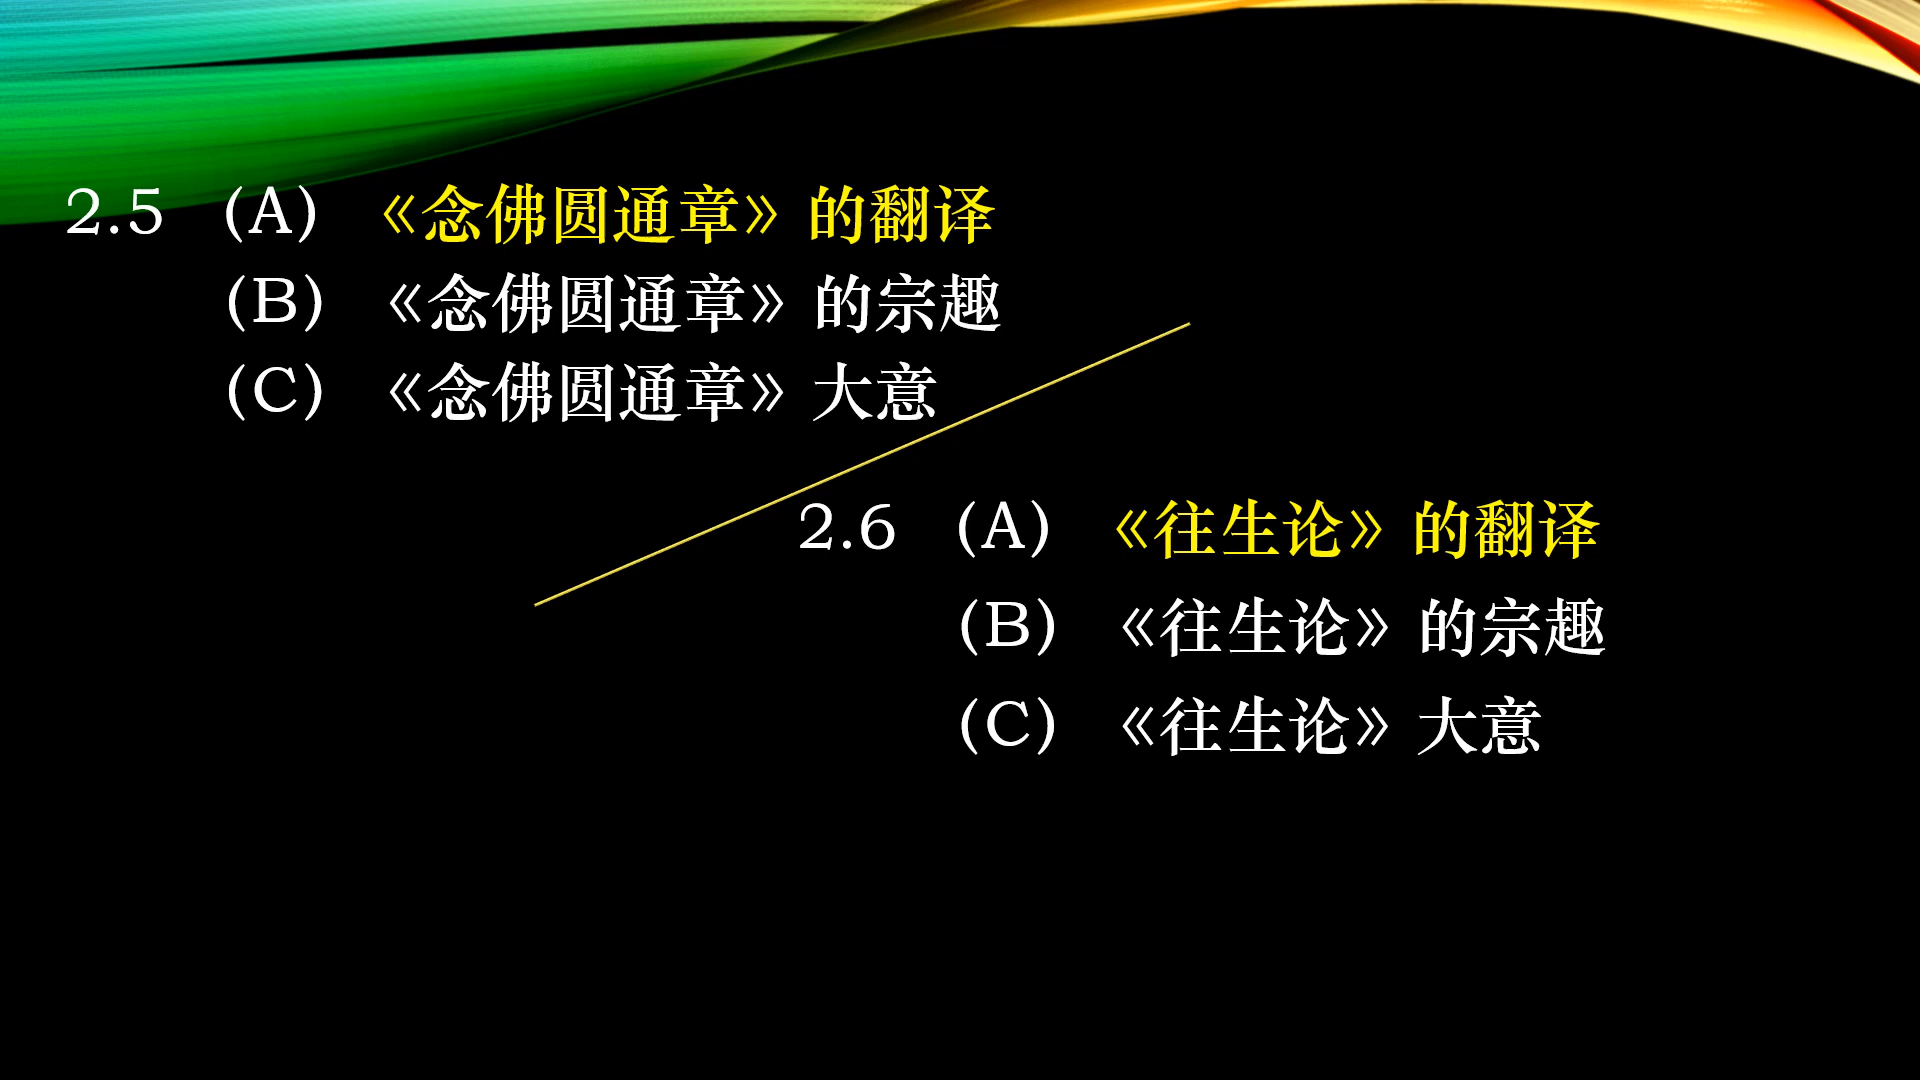 2.5 (A) 《念佛圆通章》的翻译
(B) 《念佛圆通章》的宗趣
(C) 《念佛圆通章》大意
2.6 (A) 《往生论》的翻译
(B) 《往生论》的宗趣
(C) 《往生论》大意